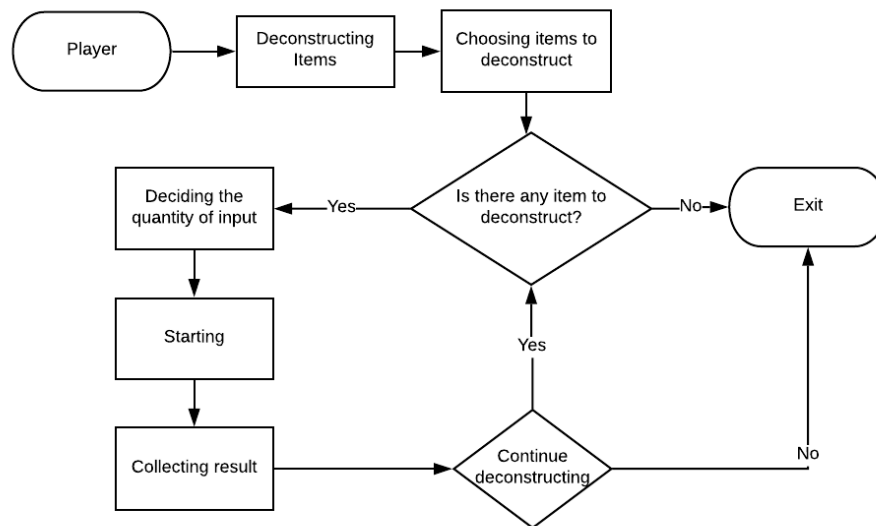 Player
Deconstructing
Items
Choosing items to
deconstruct
Is there any item to
deconstruct?
Yes
No
Exit
Deciding the
quantity of input
Starting
Collecting result
Continue
deconstructing
Yes
No